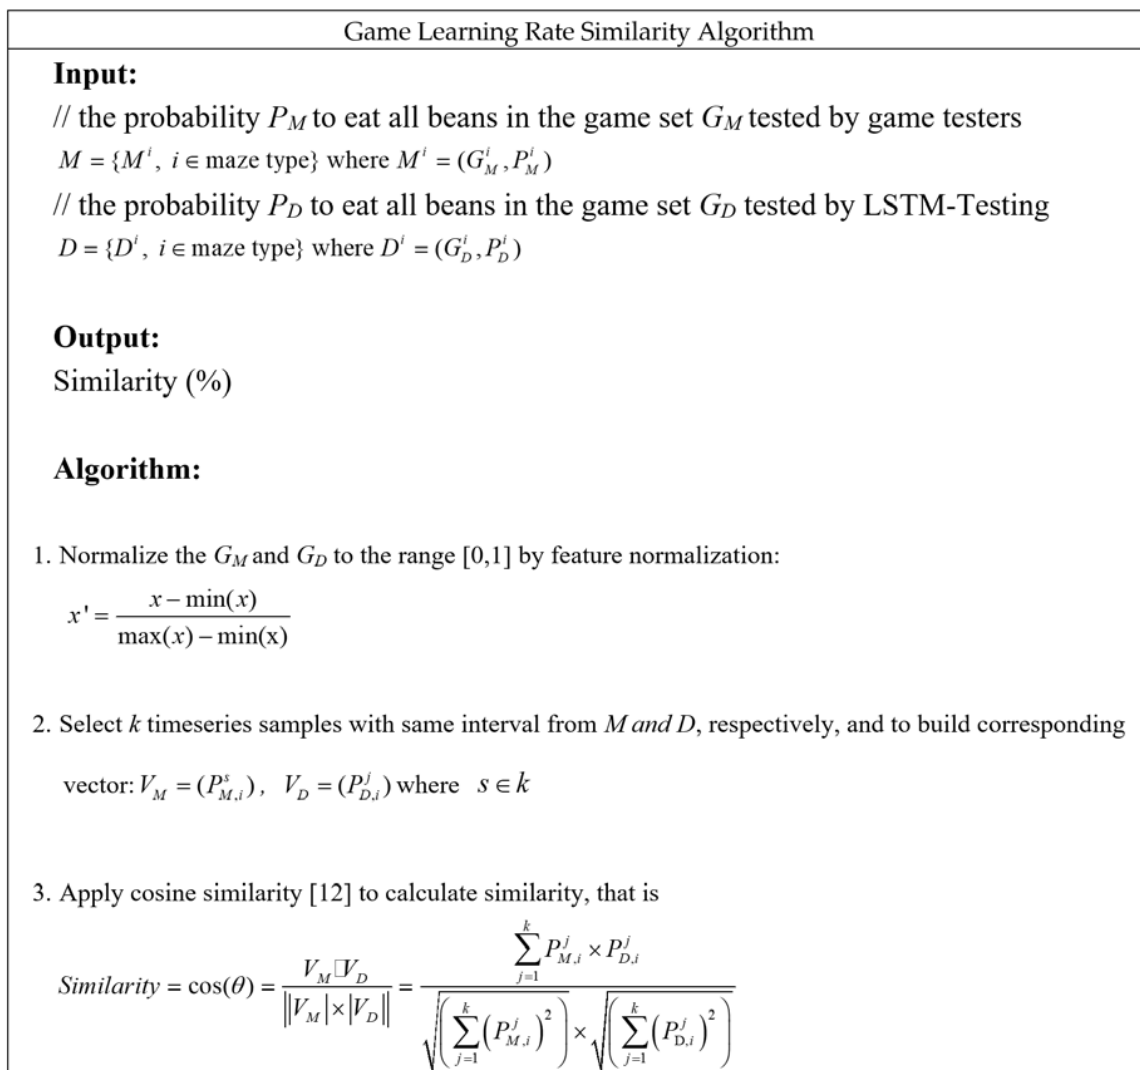 Game Learning Rate Similarity Algorithm
Input:
// the probability P_M to eat all beans in the game set G_M tested by game testers
M = {M^i, i ∈ maze type} where M^i = (G_M^i, P_M^i)
// the probability P_D to eat all beans in the game set G_D tested by LSTM-Testing
D = {D^i, i ∈ maze type} where D^i = (G_D^i, P_D^i)
Output:
Similarity (%)
Algorithm:
1. Normalize the G_M and G_D to the range [0,1] by feature normalization:
x' = (x − min(x)) / (max(x) − min(x))
2. Select k timeseries samples with same interval from M and D, respectively, and to build corresponding
vector: V_M = (P_{M,i}^s), V_D = (P_{D,i}^j) where s ∈ k
3. Apply cosine similarity [12] to calculate similarity, that is
Similarity = cos(θ) = (V_M □ V_D) / (‖V_M| × |V_D‖) = (∑_{j=1}^{k} P_{M,i}^j × P_{D,i}^j) / (√(∑_{j=1}^{k} (P_{M,i}^j)^2) × √(∑_{j=1}^{k} (P_{D,i}^j)^2))